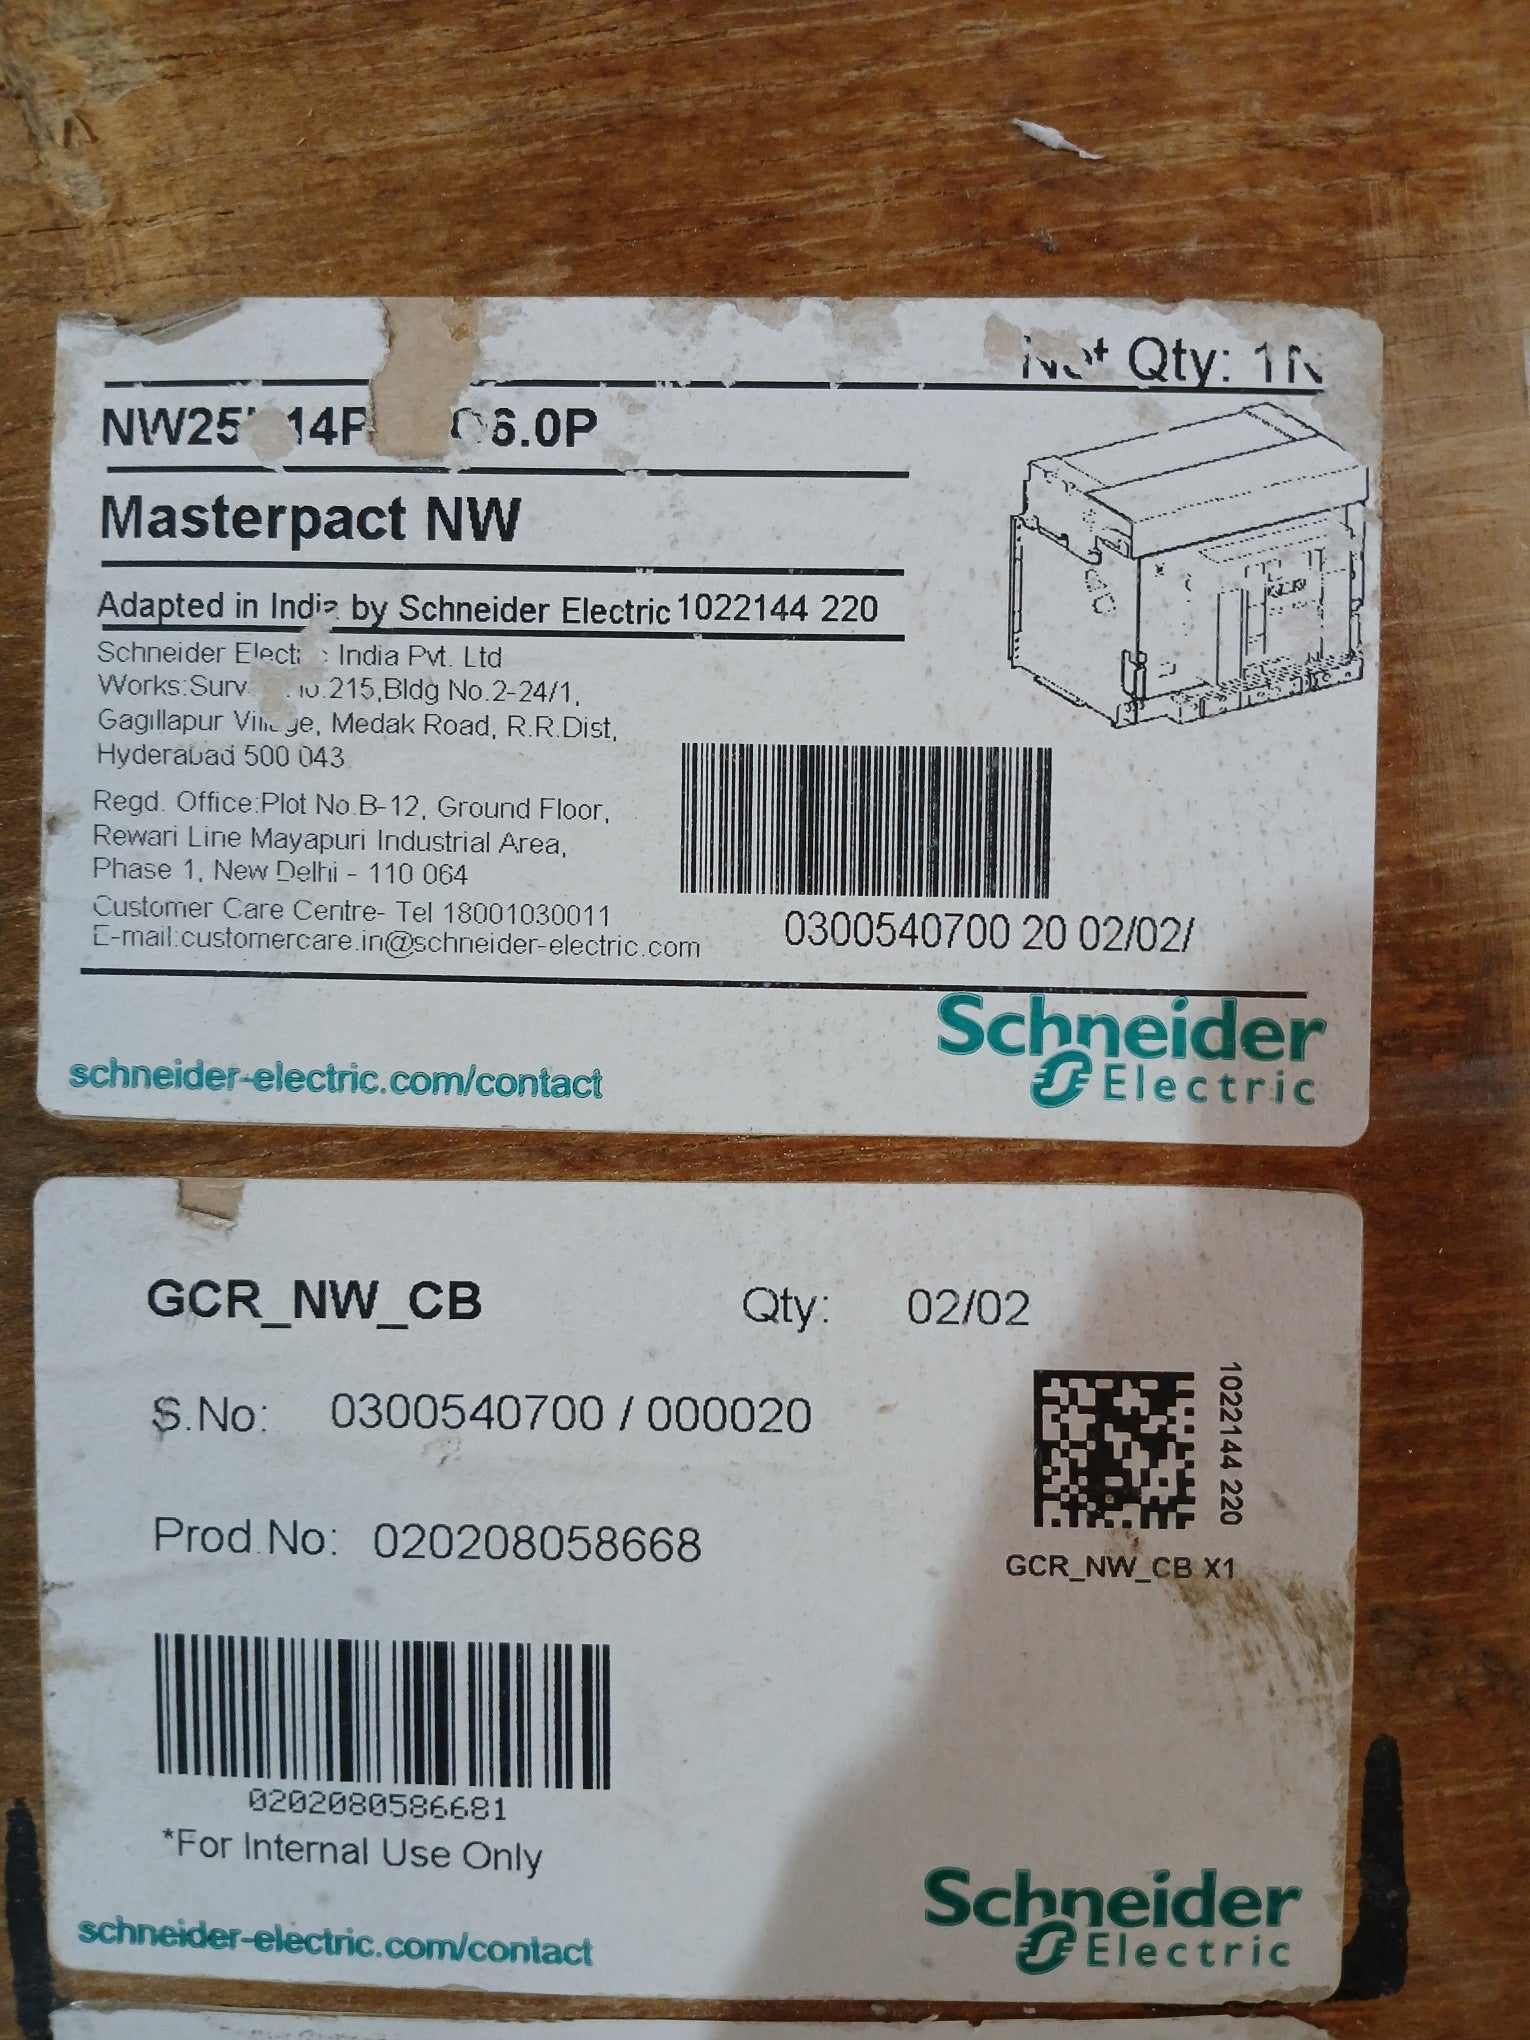 Qty:
6.0P
Masterpact NW
Adapted in India by Schneider Electric 1022144 220
Schneider Electric India Pvt. Ltd
215,Bldg No.2-24/1,
Gagillapur Village, Medak Road, R.R.Dist,
Hyderabad 500 043
Regd. Office:Plot No.B-12, Ground Floor,
Rewari Line Mayapuri Industrial Area,
Phase 1, New Delhi - 110 064
Customer Care Centre- Tel 18001030011
E-mail:customercare.in@schneider-electric.com
0300540700 20 02/02/
schneider-electric.com/contact
Schneider
Electric
GCR_NW_CB Qty: 02/02
S.No: 0300540700 / 000020
1022144 220
Prod.No: 020208058668
GCR_NW_CB X1
0202080586681
*For Internal Use Only
schneider-electric.com/contact
Schneider
Electric